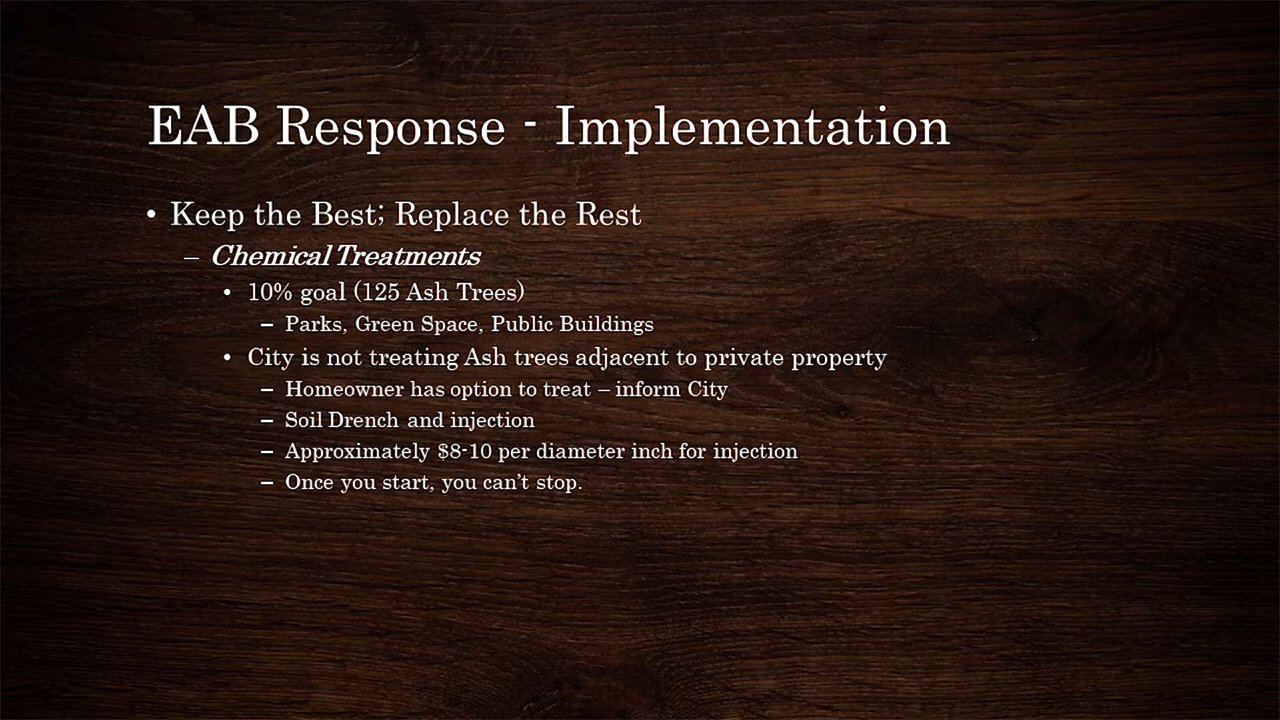 EAB Response - Implementation
• Keep the Best; Replace the Rest
– Chemical Treatments
• 10% goal (125 Ash Trees)
– Parks, Green Space, Public Buildings
• City is not treating Ash trees adjacent to private property
– Homeowner has option to treat – inform City
– Soil Drench and injection
– Approximately $8-10 per diameter inch for injection
– Once you start, you can’t stop.